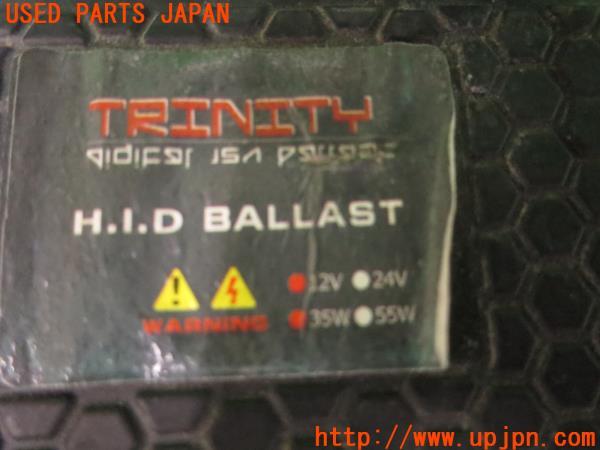 USED PARTS JAPAN
TRINITY
H.I.D BALLAST
12V 24V
WARNING 35W 55W
http://www.upjpn.com